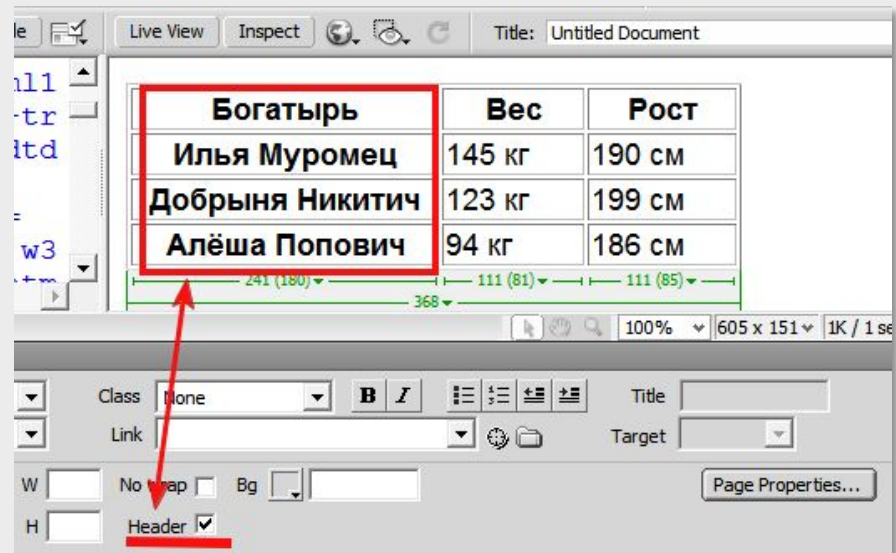 le Live View Inspect Title: Untitled Document
nl1
-tr
dtd
=
w3
Богатырь Вес Рост
Илья Муромец 145 кг 190 см
Добрыня Никитич 123 кг 199 см
Алёша Попович 94 кг 186 см
241 (180) 111 (81) 111 (85)
368
100% 605 x 151 1K / 1 se
Class None B I Title
Link Target
W No wrap Bg Page Properties...
H Header